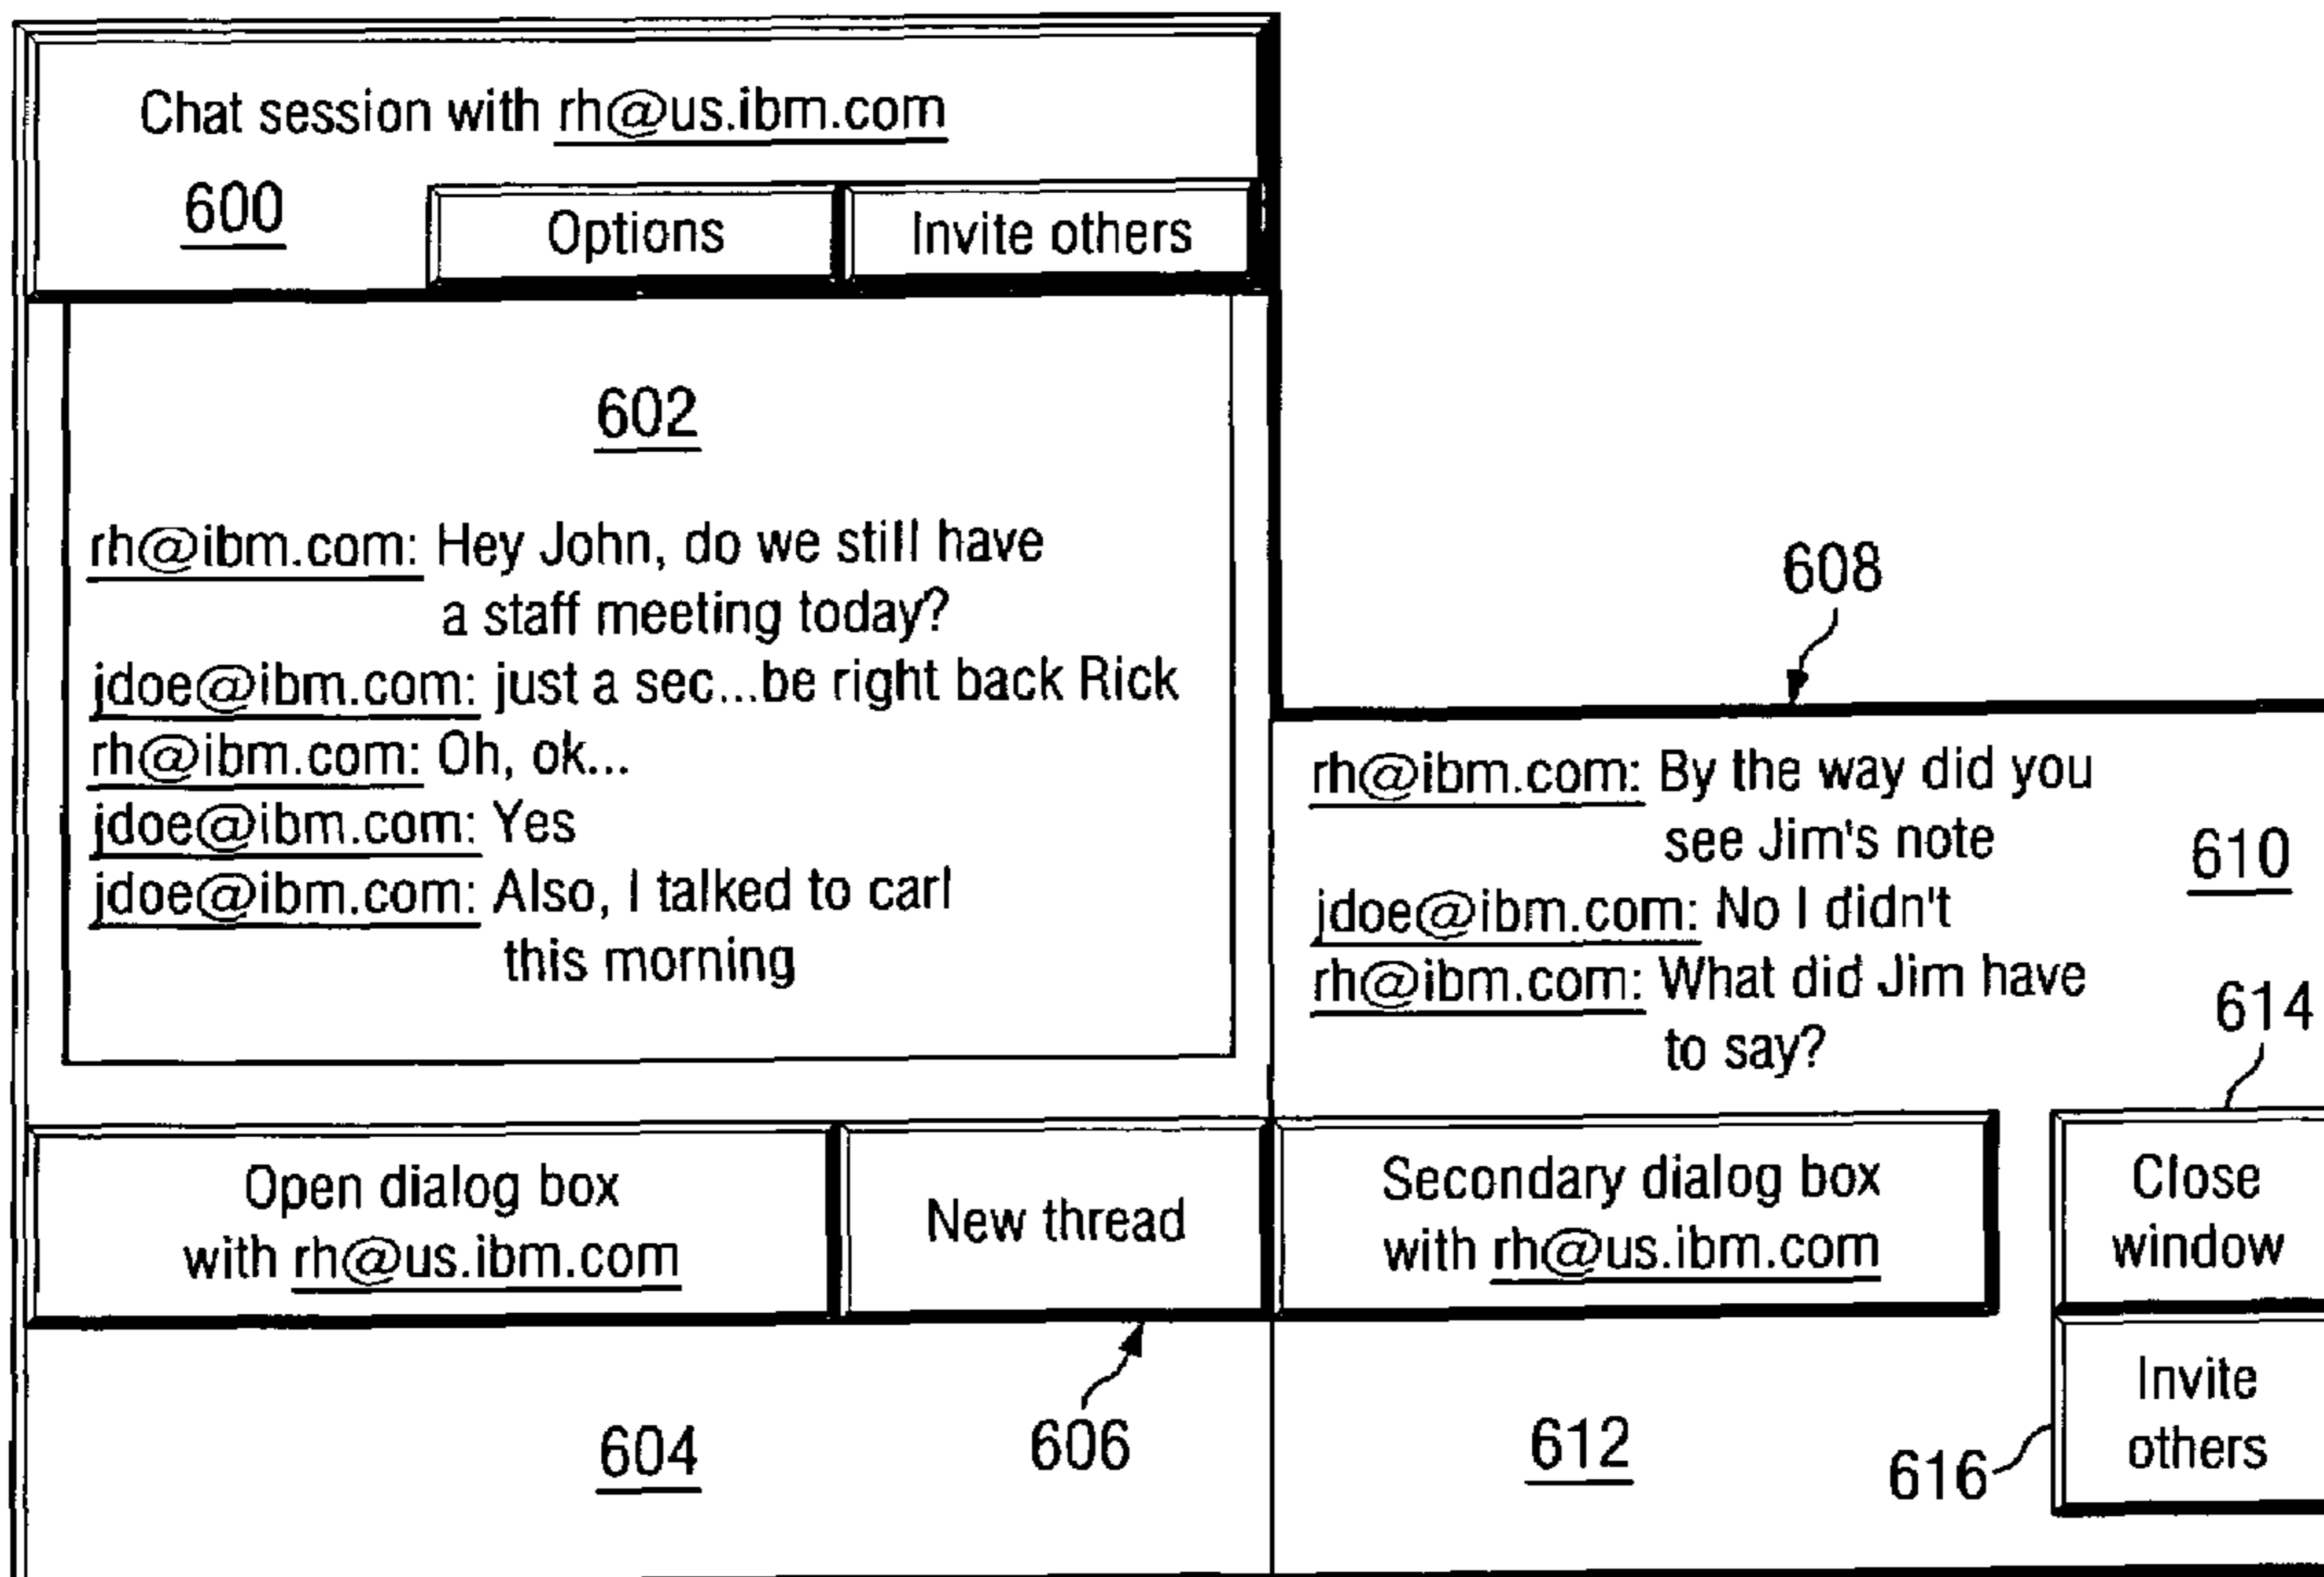 Chat session with rh@us.ibm.com
600
Options
Invite others
602
rh@ibm.com: Hey John, do we still have
a staff meeting today?
jdoe@ibm.com: just a sec...be right back Rick
rh@ibm.com: Oh, ok...
jdoe@ibm.com: Yes
jdoe@ibm.com: Also, I talked to carl
this morning
608
rh@ibm.com: By the way did you
see Jim's note
610
jdoe@ibm.com: No I didn't
rh@ibm.com: What did Jim have
to say?
614
Open dialog box
with rh@us.ibm.com
New thread
Secondary dialog box
with rh@us.ibm.com
Close
window
Invite
others
604
606
612
616